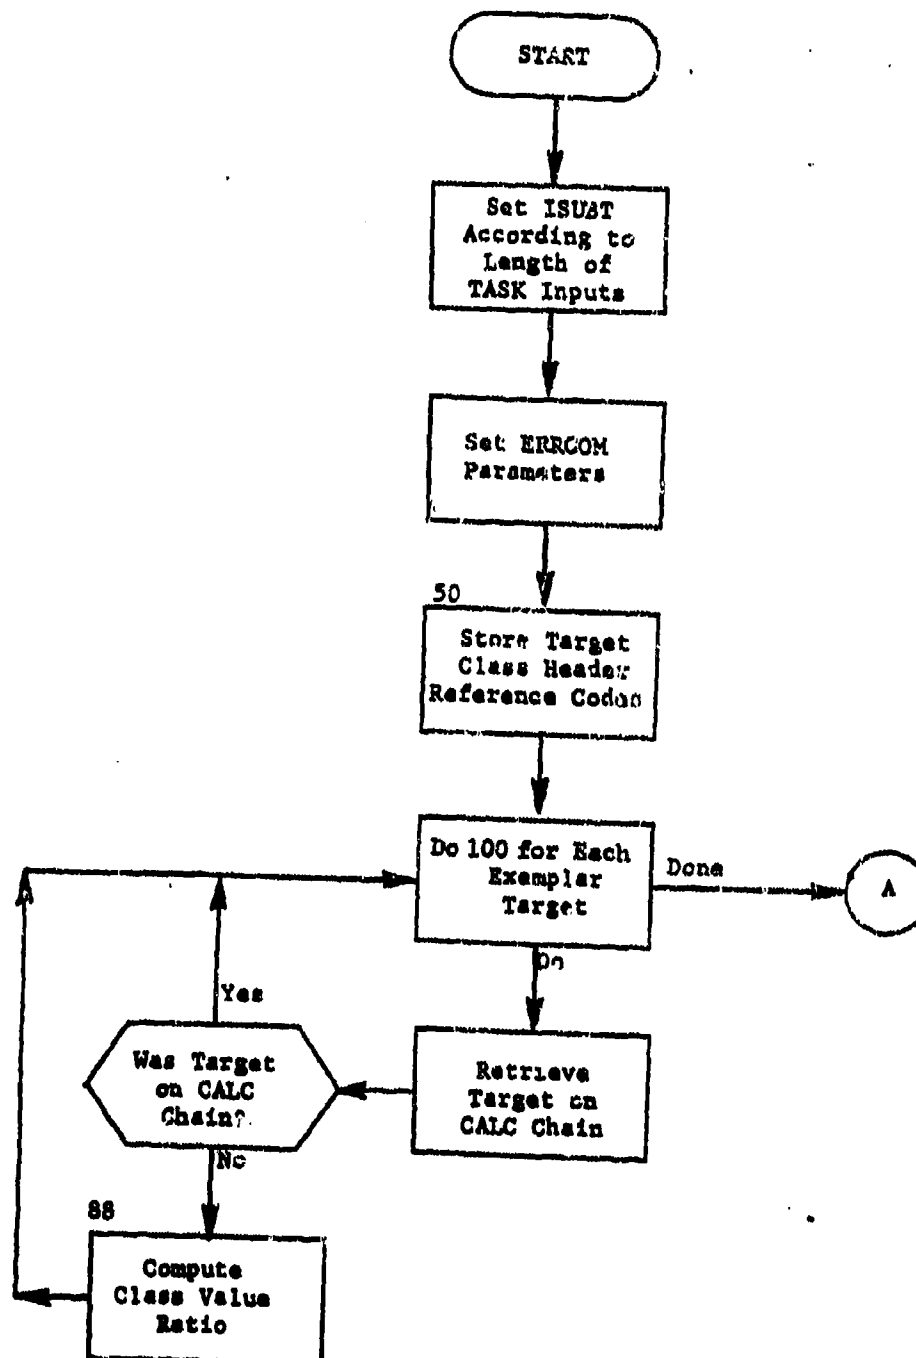 START
Set ISUBT
According to
Length of
TASK Inputs
Set ERRCOM
Parameters
50
Store Target
Class Header
Reference Codes
Do 100 for Each
Exemplar
Target
Done
A
Do
Retrieve
Target on
CALC Chain
Was Target
on CALC
Chain?
Yes
No
88
Compute
Class Value
Ratio